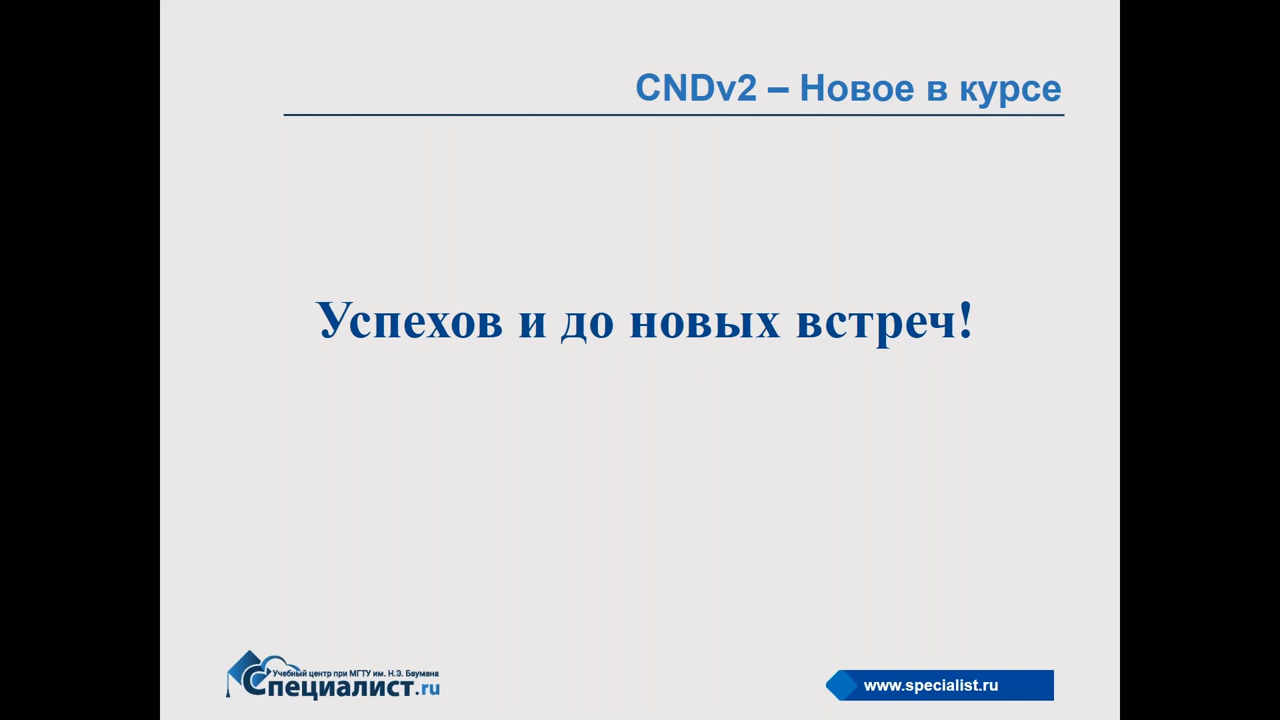 CNDv2 – Новое в курсе
Успехов и до новых встреч!
Учебный центр при МГТУ им. Н.Э. Баумана
Специалист.ru
www.specialist.ru